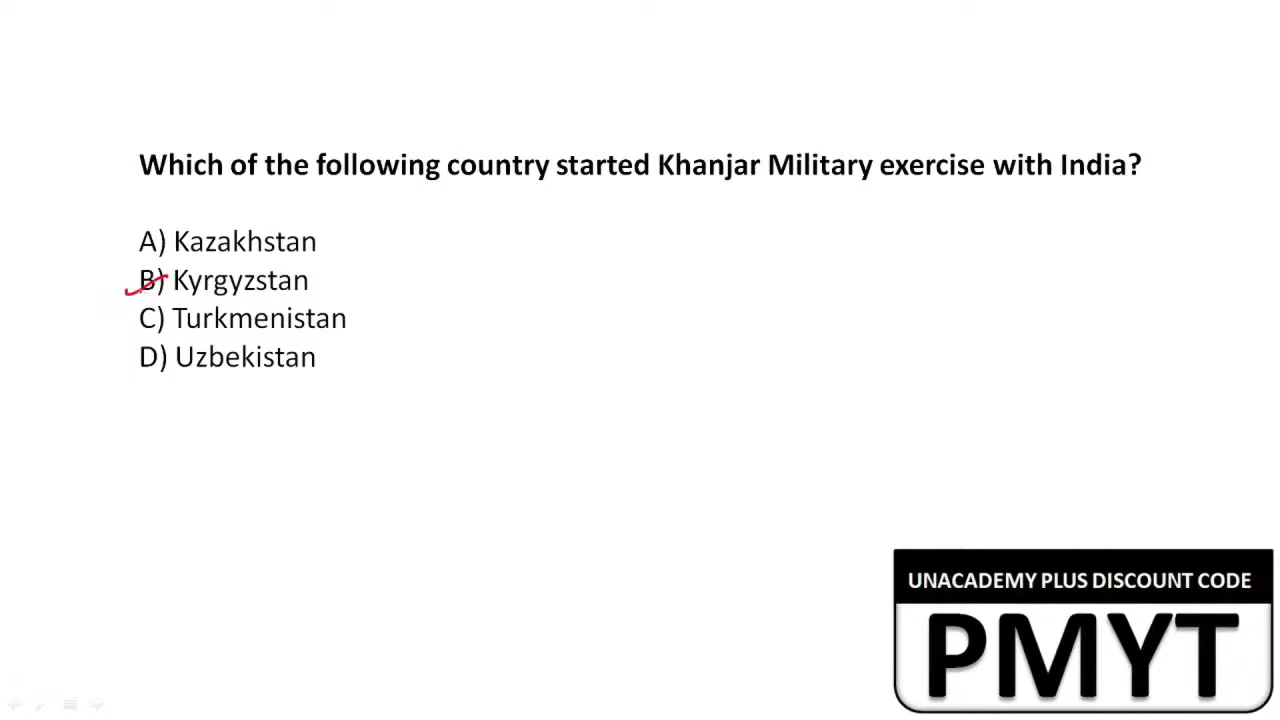 Which of the following country started Khanjar Military exercise with India?
A) Kazakhstan
B) Kyrgyzstan
C) Turkmenistan
D) Uzbekistan
UNACADEMY PLUS DISCOUNT CODE
PMYT